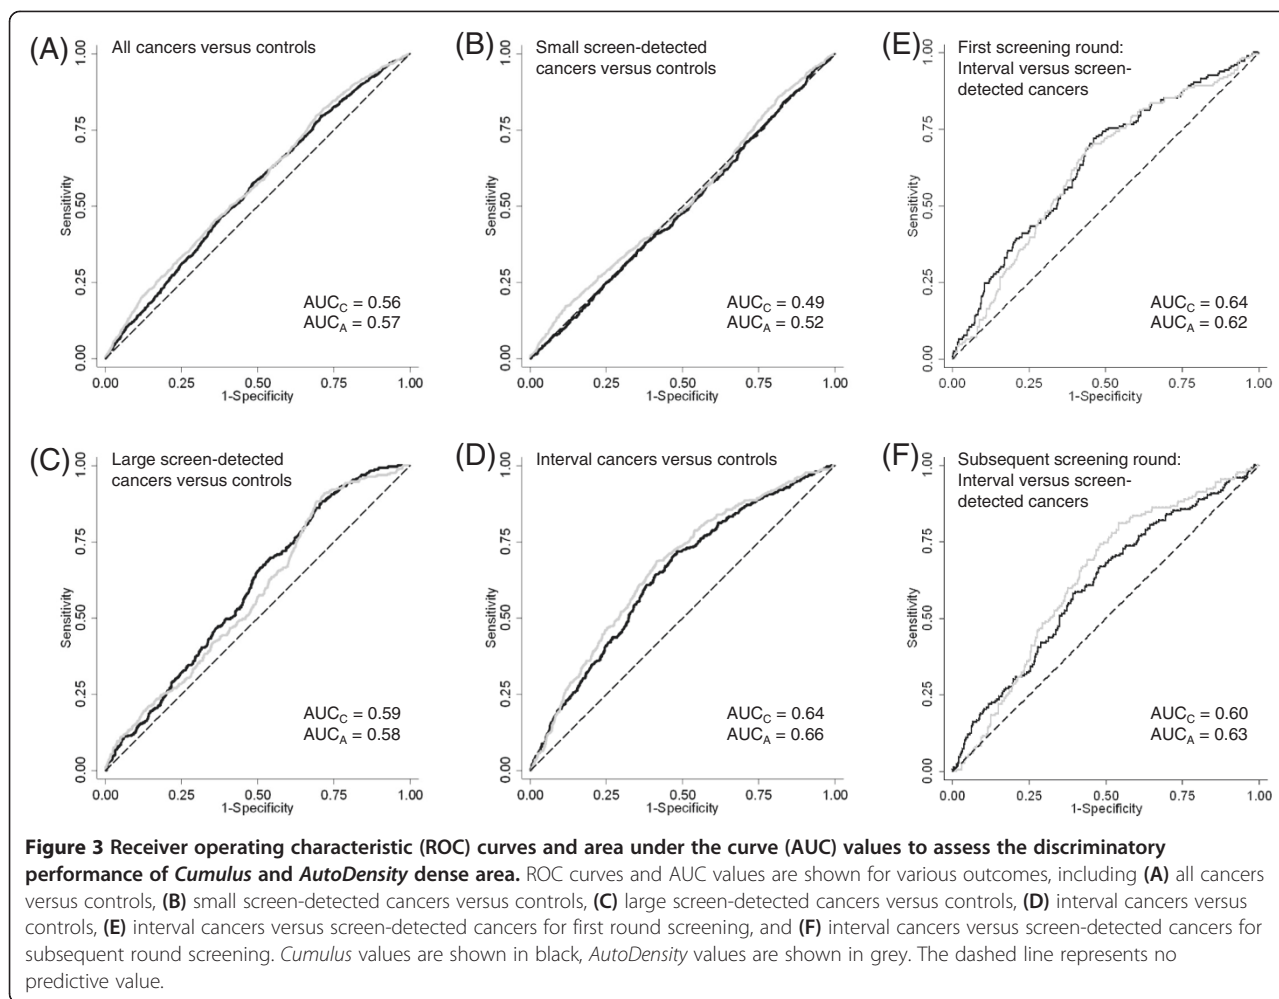 (A) All cancers versus controls
Sensitivity
0.00 0.25 0.50 0.75 1.00
AUCC = 0.56
AUCA = 0.57
0.00 0.25 0.50 0.75 1.00
1-Specificity
(B) Small screen-detected
cancers versus controls
Sensitivity
0.00 0.25 0.50 0.75 1.00
AUCC = 0.49
AUCA = 0.52
0.00 0.25 0.50 0.75 1.00
1-Specificity
(E) First screening round:
Interval versus screen-
detected cancers
Sensitivity
0.00 0.25 0.50 0.75 1.00
AUCC = 0.64
AUCA = 0.62
0.00 0.25 0.50 0.75 1.00
1-Specificity
(C) Large screen-detected
cancers versus controls
Sensitivity
0.00 0.25 0.50 0.75 1.00
AUCC = 0.59
AUCA = 0.58
0.00 0.25 0.50 0.75 1.00
1-Specificity
(D) Interval cancers versus controls
Sensitivity
0.00 0.25 0.50 0.75 1.00
AUCC = 0.64
AUCA = 0.66
0.00 0.25 0.50 0.75 1.00
1-Specificity
(F) Subsequent screening round:
Interval versus screen-
detected cancers
Sensitivity
0.00 0.25 0.50 0.75 1.00
AUCC = 0.60
AUCA = 0.63
0.00 0.25 0.50 0.75 1.00
1-Specificity
Figure 3 Receiver operating characteristic (ROC) curves and area under the curve (AUC) values to assess the discriminatory
performance of Cumulus and AutoDensity dense area. ROC curves and AUC values are shown for various outcomes, including (A) all cancers
versus controls, (B) small screen-detected cancers versus controls, (C) large screen-detected cancers versus controls, (D) interval cancers versus
controls, (E) interval cancers versus screen-detected cancers for first round screening, and (F) interval cancers versus screen-detected cancers for
subsequent round screening. Cumulus values are shown in black, AutoDensity values are shown in grey. The dashed line represents no
predictive value.